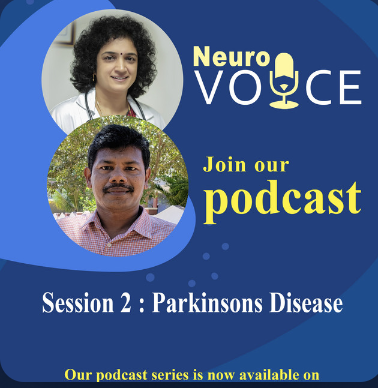 Neuro
VOICE
Join our
podcast
Session 2 : Parkinsons Disease
Our podcast series is now available on